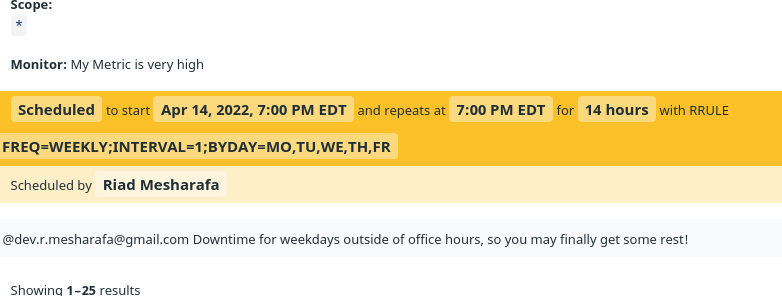 Scope:
*
Monitor: My Metric is very high
Scheduled to start Apr 14, 2022, 7:00 PM EDT and repeats at 7:00 PM EDT for 14 hours with RRULE
FREQ=WEEKLY;INTERVAL=1;BYDAY=MO,TU,WE,TH,FR
Scheduled by Riad Mesharafa
@dev.r.mesharafa@gmail.com Downtime for weekdays outside of office hours, so you may finally get some rest!
Showing 1–25 results